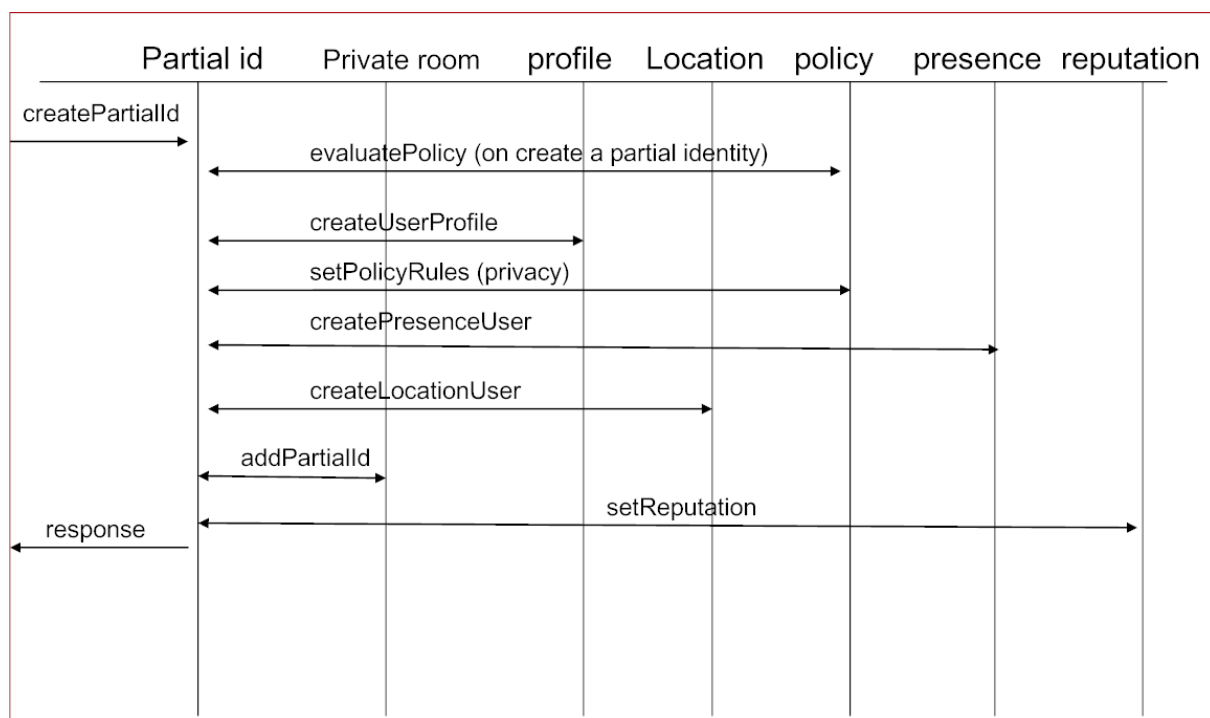 Partial id Private room profile Location policy presence reputation
createPartialId
evaluatePolicy (on create a partial identity)
createUserProfile
setPolicyRules (privacy)
createPresenceUser
createLocationUser
addPartialId
setReputation
response